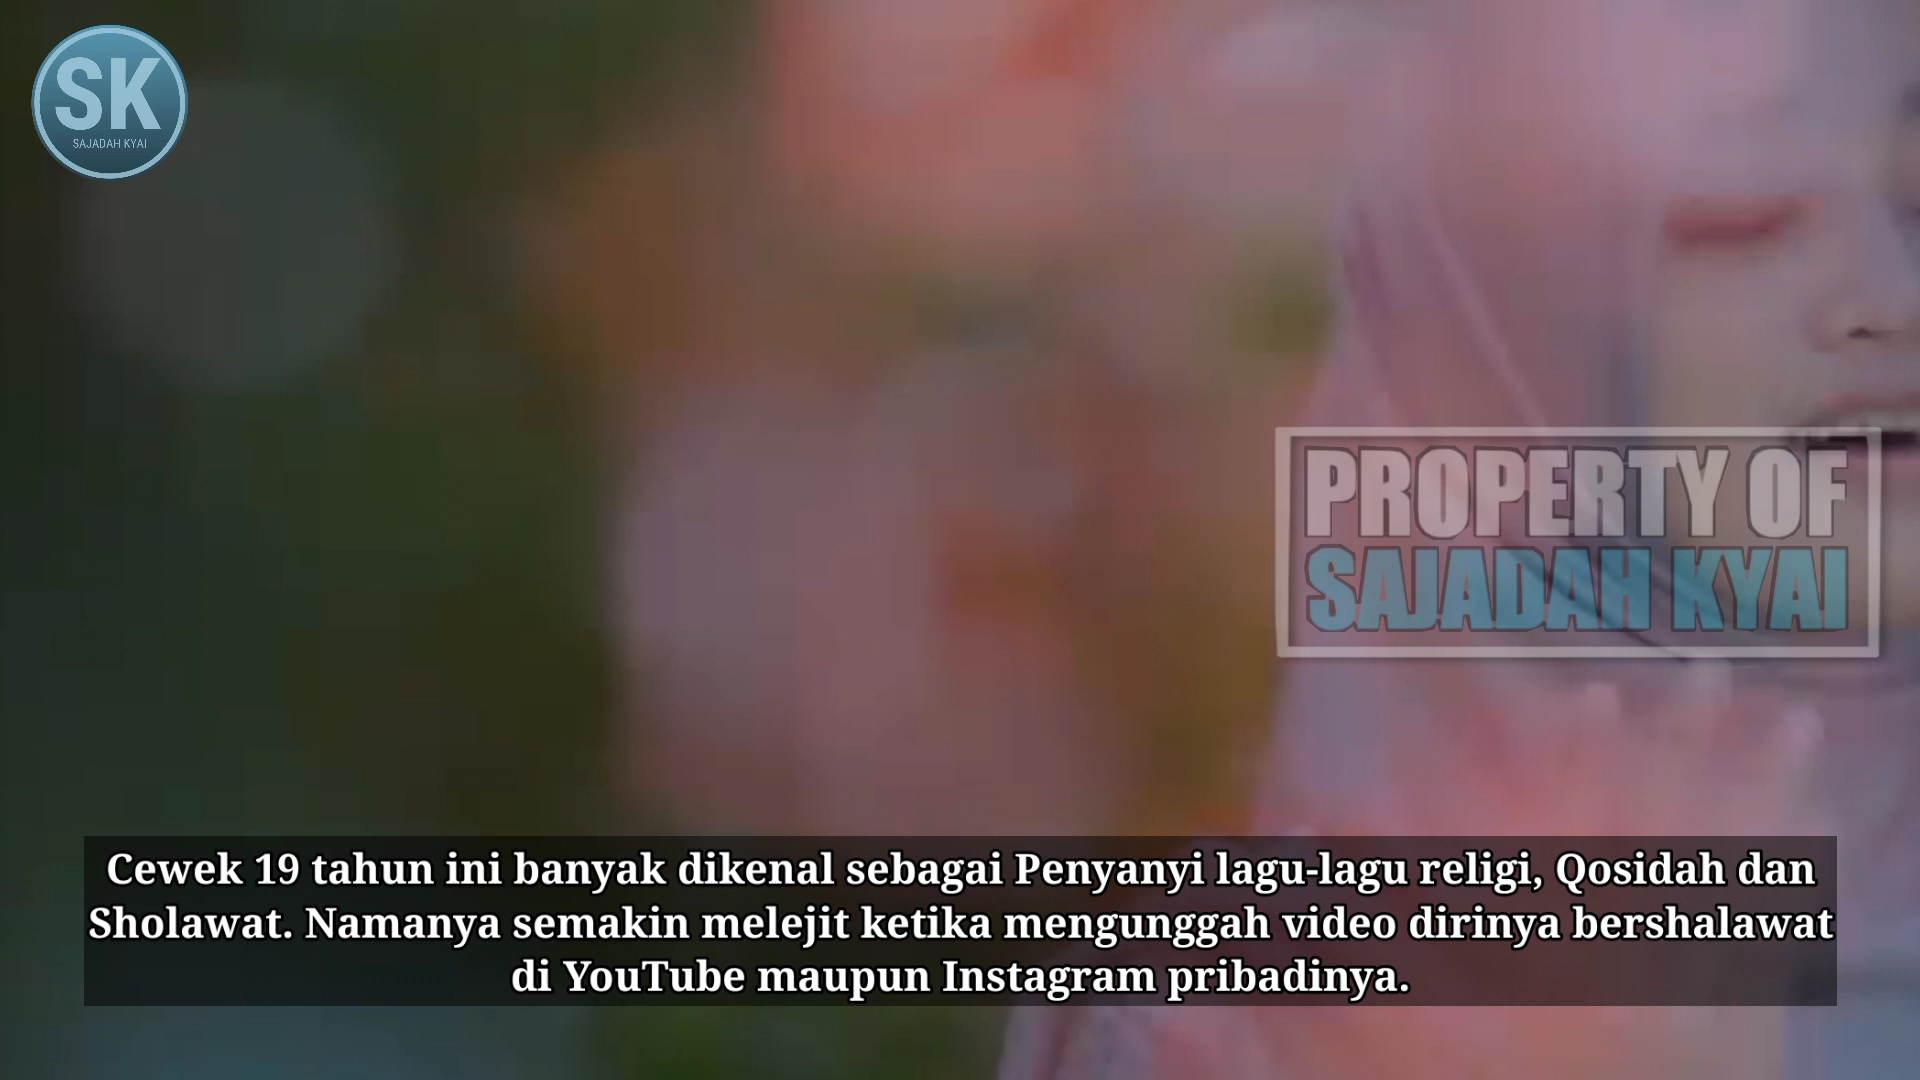 SK
SAJADAH KYAI
PROPERTY OF
SAJADAH KYAI
Cewek 19 tahun ini banyak dikenal sebagai Penyanyi lagu-lagu religi, Qosidah dan
Sholawat. Namanya semakin melejit ketika mengunggah video dirinya bershalawat
di YouTube maupun Instagram pribadinya.